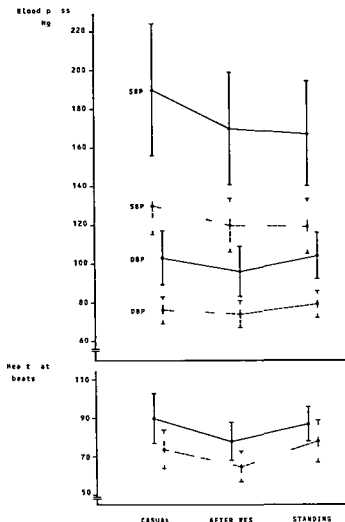 Blood p ss
Hg
220
200
180
160
140
120
100
80
60
SBP
SBP
DBP
DBP
Hea t at
beats
110
90
70
50
CASUAL AFTER RES STANDING